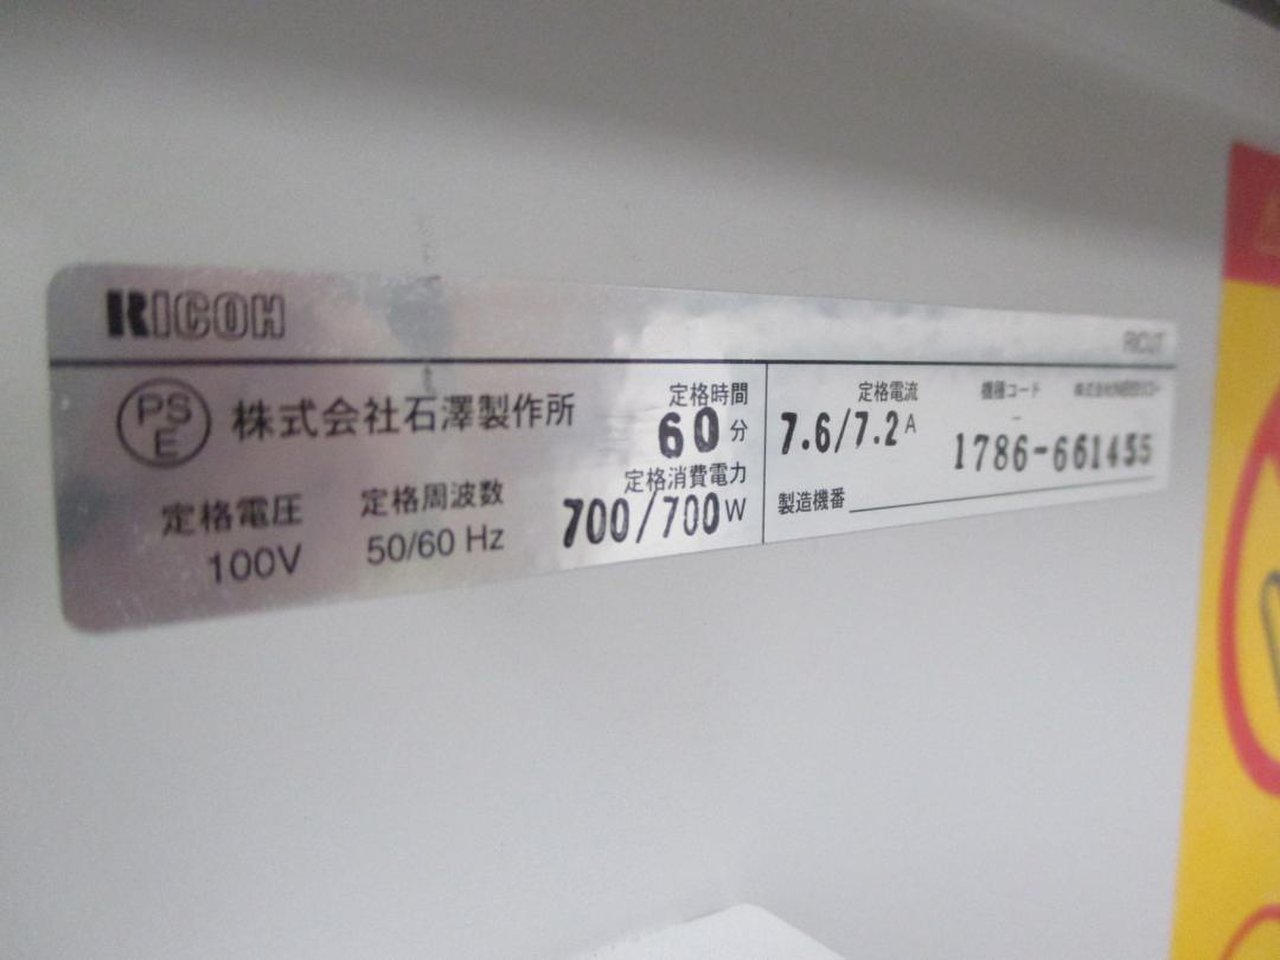 RICOH
RICUT
PS
E
株式会社石澤製作所
定格時間
60分
定格電圧
100V
定格周波数
50/60 Hz
定格消費電力
700/700W
定格電流
7.6/7.2A
機種コード
-
1786-661455
製造機番